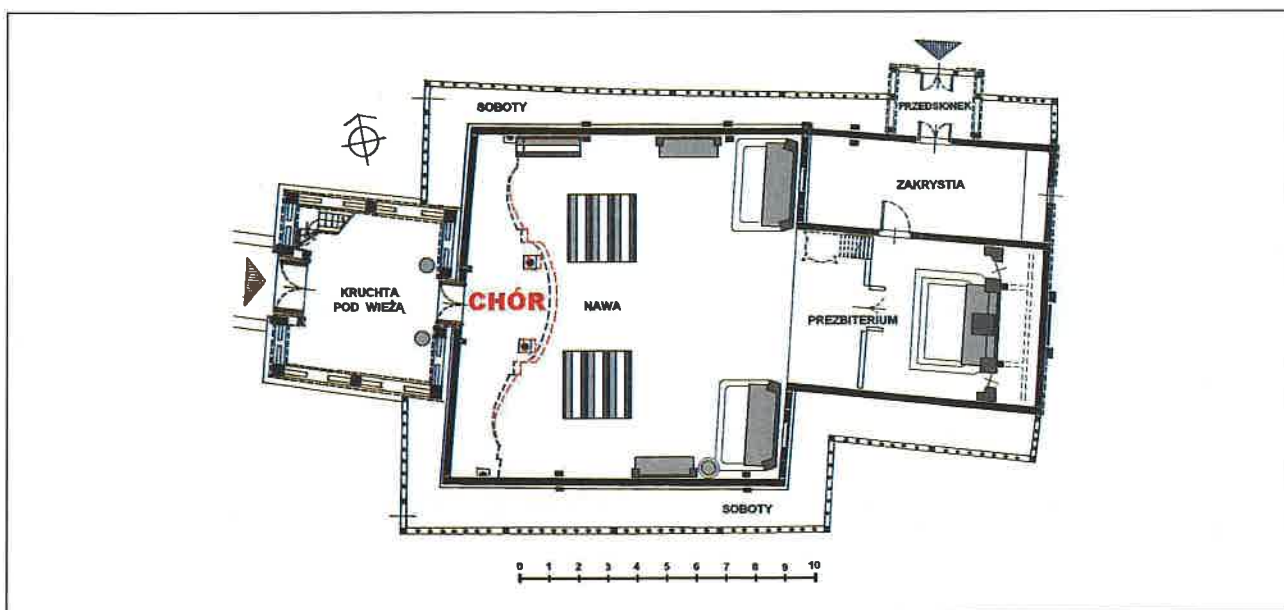 SOBOTY
PRZEDSIONEK
ZAKRYSTIA
KRUCHTA
POD WIEŻĄ
CHÓR
NAWA
PREZBITERIUM
SOBOTY
0 1 2 3 4 5 6 7 8 9 10